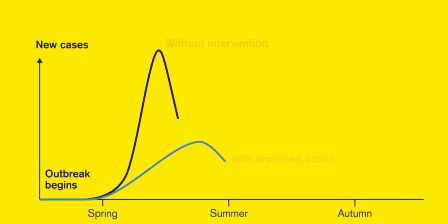 New cases
Without intervention
With proposed action
Outbreak
begins
Spring
Summer
Autumn